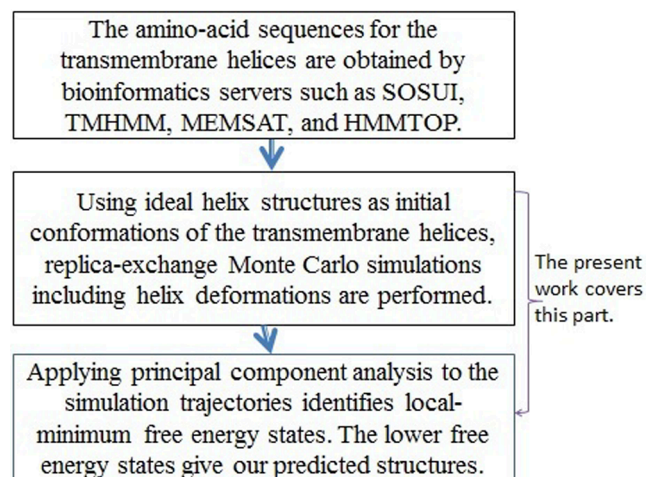 The amino-acid sequences for the
transmembrane helices are obtained by
bioinformatics servers such as SOSUI,
TMHMM, MEMSAT, and HMMTOP.
Using ideal helix structures as initial
conformations of the transmembrane helices,
replica-exchange Monte Carlo simulations
including helix deformations are performed.
The present
work covers
this part.
Applying principal component analysis to the
simulation trajectories identifies local-
minimum free energy states. The lower free
energy states give our predicted structures.